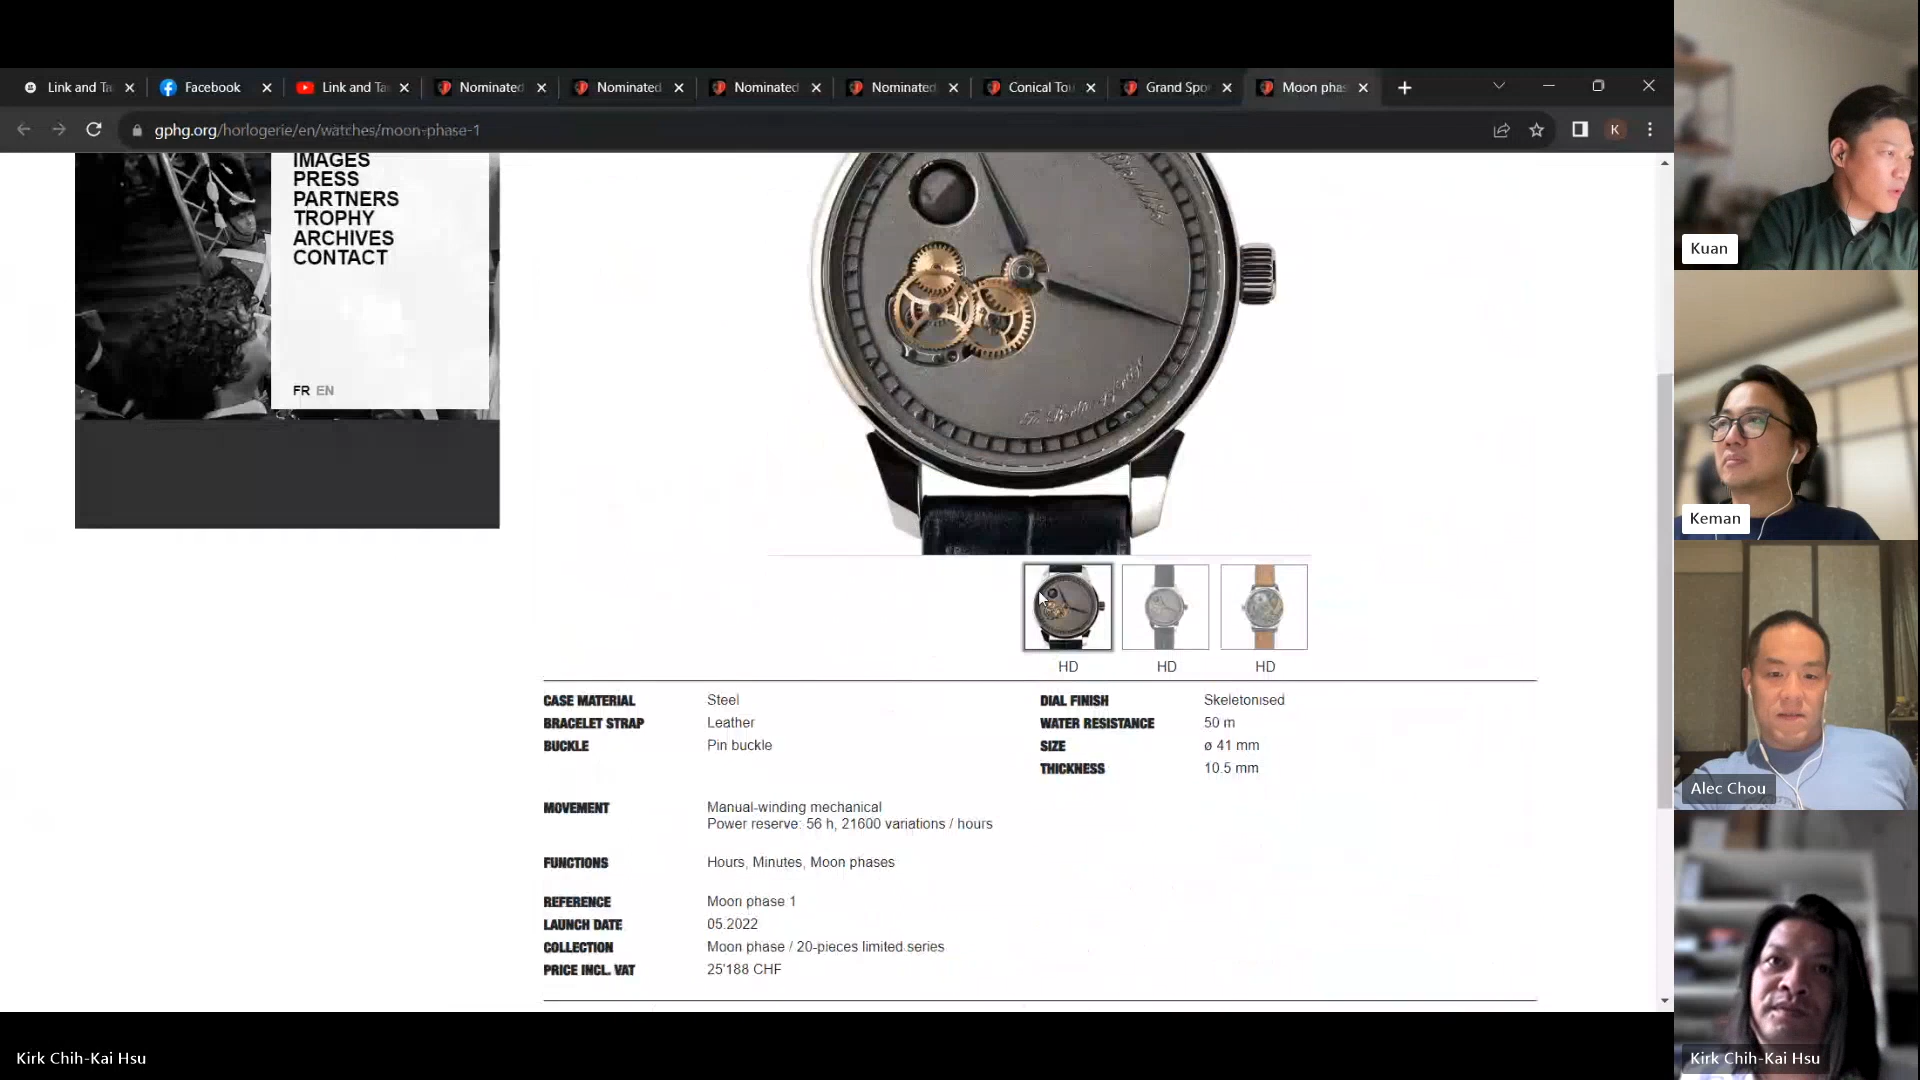 Link and Ta
Facebook
Link and Ta
Nominated
Nominated
Nominated
Nominated
Conical Tou
Grand Spo
Moon phas
gphg.org/horlogerie/en/watches/moon-phase-1
K
IMAGES
PRESS
PARTNERS
TROPHY
ARCHIVES
CONTACT
FR EN
HD
HD
HD
CASE MATERIAL Steel
BRACELET STRAP Leather
BUCKLE Pin buckle
DIAL FINISH Skeletonised
WATER RESISTANCE 50 m
SIZE ø 41 mm
THICKNESS 10.5 mm
MOVEMENT Manual-winding mechanical
Power reserve: 56 h, 21600 variations / hours
FUNCTIONS Hours, Minutes, Moon phases
REFERENCE Moon phase 1
LAUNCH DATE 05.2022
COLLECTION Moon phase / 20-pieces limited series
PRICE INCL. VAT 25'188 CHF
Kirk Chih-Kai Hsu
Kuan
Keman
Alec Chou
Kirk Chih-Kai Hsu